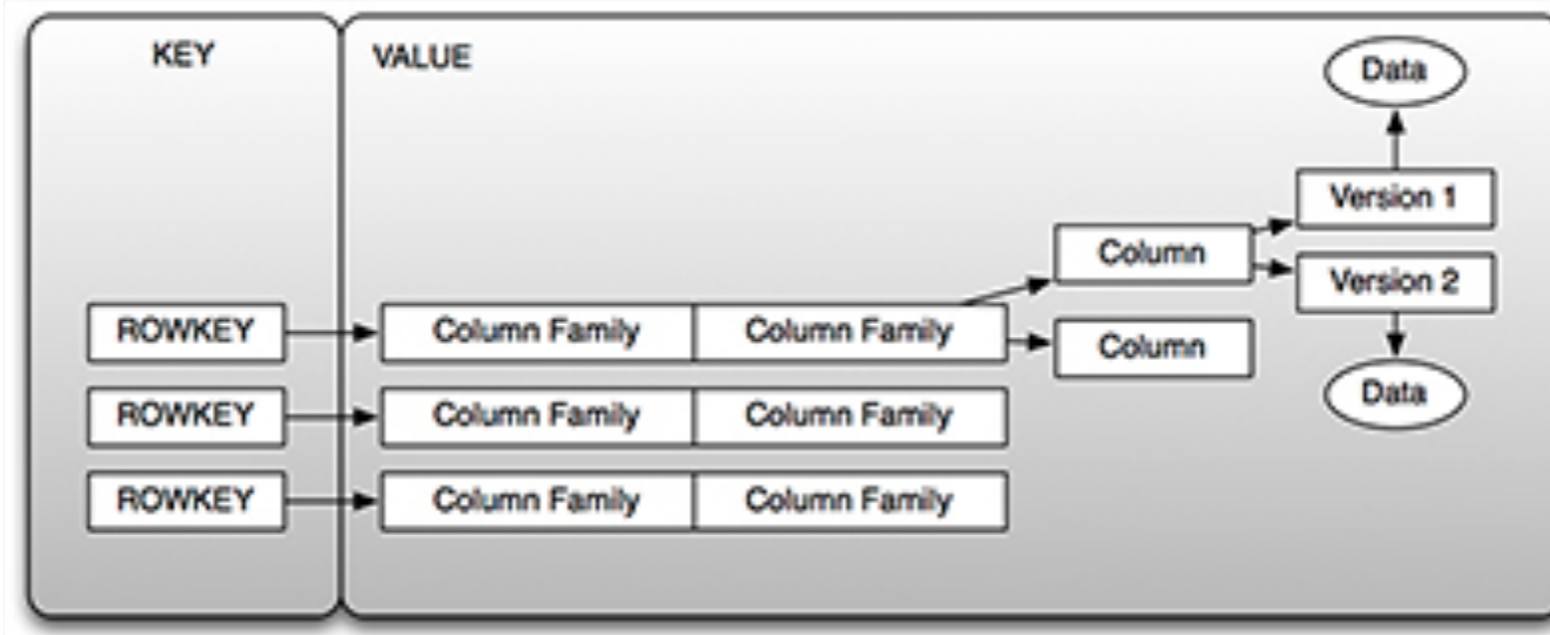 KEY
VALUE
Data
Version 1
Column
Version 2
ROWKEY
Column Family
Column Family
Column
Data
ROWKEY
Column Family
Column Family
ROWKEY
Column Family
Column Family